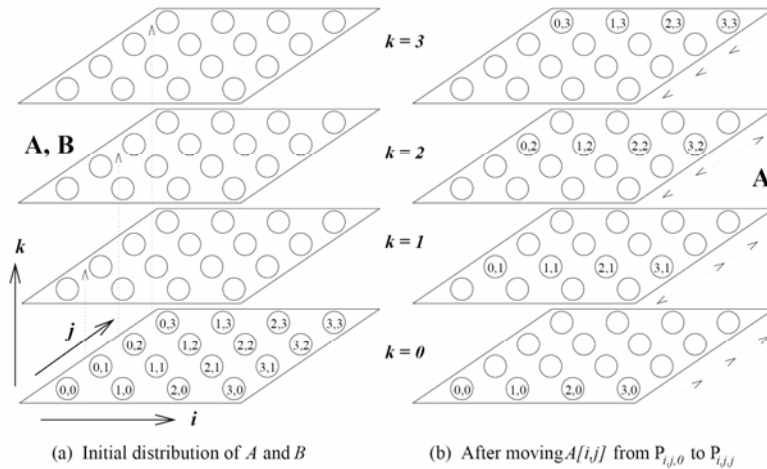 k = 3
0,3 1,3 2,3 3,3
A, B
k = 2
0,2 1,2 2,2 3,2
A
k
k = 1
0,1 1,1 2,1 3,1
j
0,3 1,3 2,3 3,3
0,2 1,2 2,2 3,2
k = 0
0,1 1,1 2,1 3,1
0,0 1,0 2,0 3,0
0,0 1,0 2,0 3,0
i
(a) Initial distribution of A and B
(b) After moving A[i,j] from P_{i,j,0} to P_{i,j,j}